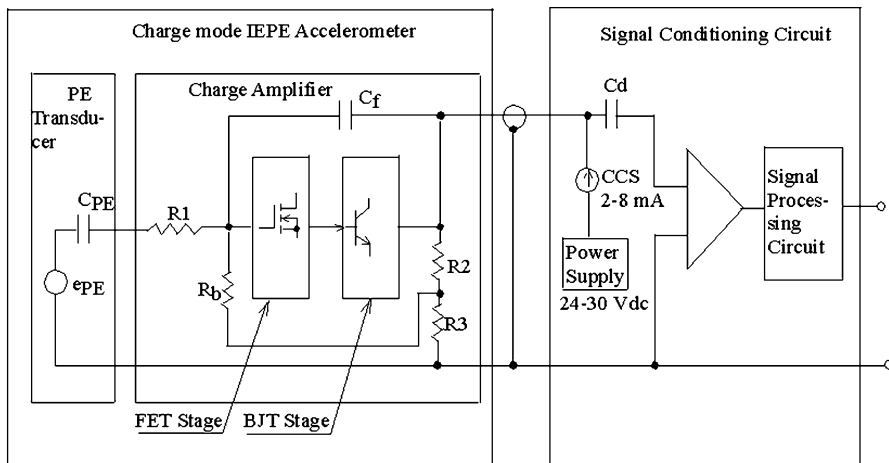 Charge mode IEPE Accelerometer
Signal Conditioning Circuit
PE
Transdu-
cer
Charge Amplifier
Cf
Cd
CPE
R1
CCS
2-8 mA
Signal
Proces-
sing
Circuit
ePE
Rb
R2
Power
Supply
24-30 Vdc
R3
FET Stage
BJT Stage